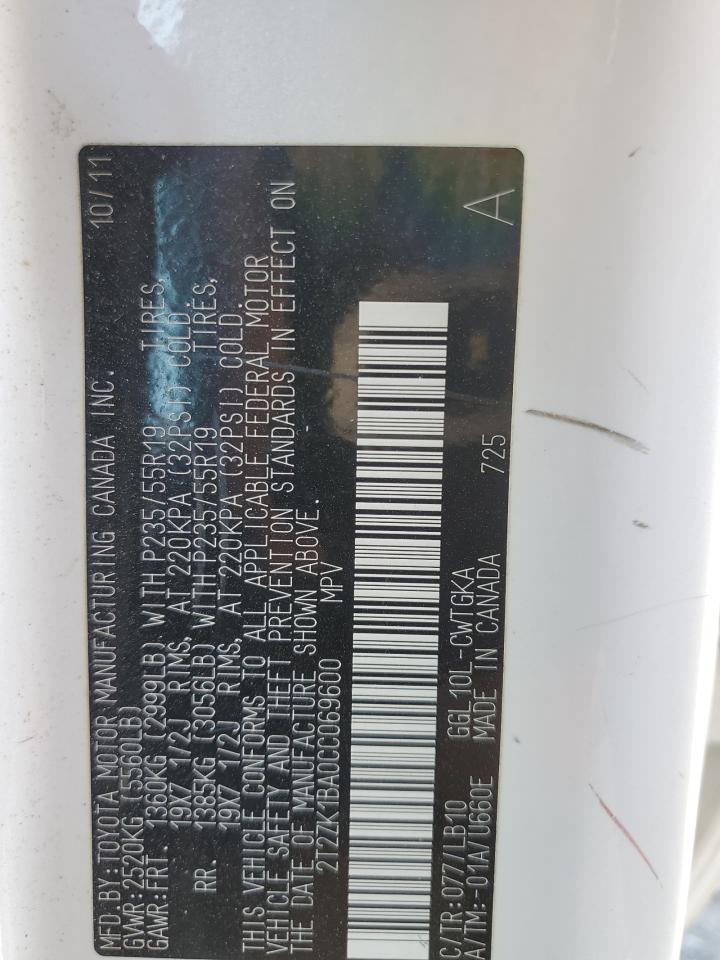 MFD.BY:TOYOTA MOTOR MANUFACTURING CANADA INC. 10/11
GVWR:2520KG (5560LB)
GAWR:FRT. 1360KG (2999LB) WITH P235/55R19 TIRES,
19X7 1/2J RIMS, AT 220KPA (32PSI) COLD.
RR. 1385KG (3056LB) WITH P235/55R19 TIRES,
19X7 1/2J RIMS, AT 220KPA (32PSI) COLD.
THIS VEHICLE CONFORMS TO ALL APPLICABLE FEDERAL MOTOR
VEHICLE SAFETY AND THEFT PREVENTION STANDARDS IN EFFECT ON
THE DATE OF MANUFACTURE SHOWN ABOVE.
2T2ZK1BA0CC069600 MPV
C/TR:077/LB10 GGL10L-CWTGKA
A/TM:-01A/U660E MADE IN CANADA 725 A